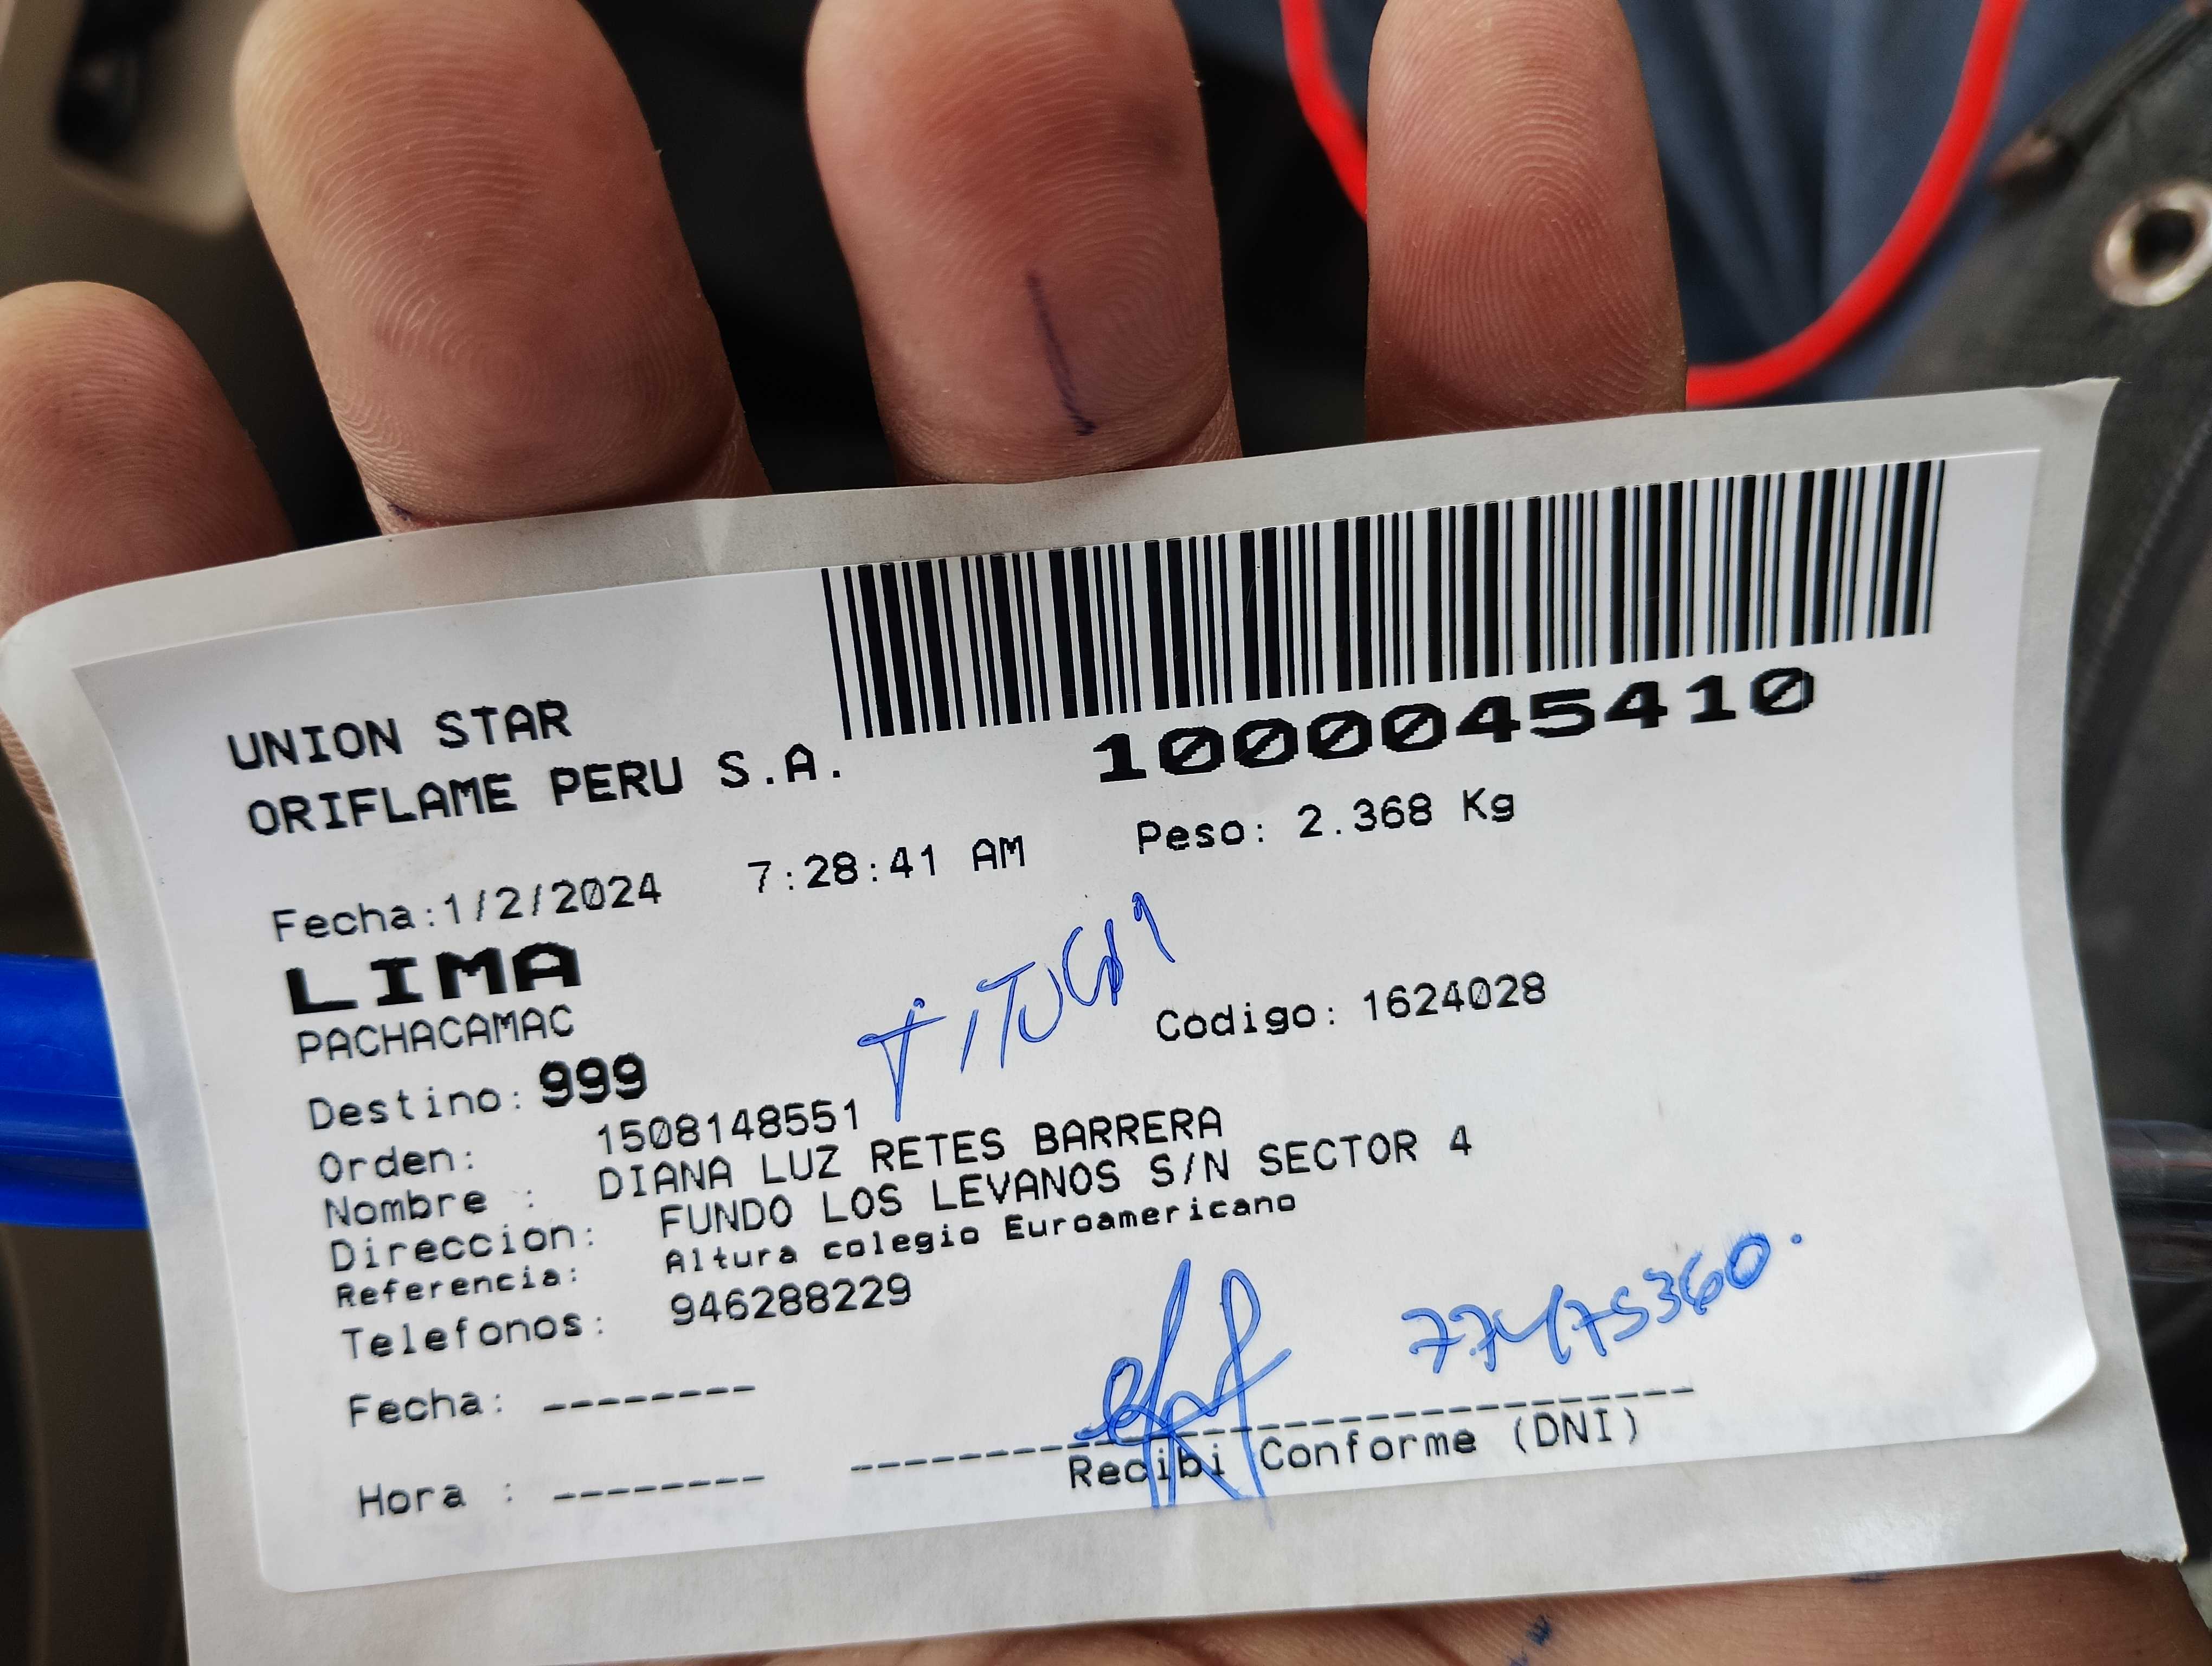 UNION STAR
ORIFLAME PERU S.A.
1000045410
Fecha:1/2/2024 7:28:41 AM Peso: 2.368 Kg
LIMA
PACHACAMAC
TITUGA
Codigo: 1624028
Destino: 999
Orden: 1508148551
Nombre : DIANA LUZ RETES BARRERA
Direccion: FUNDO LOS LEVANOS S/N SECTOR 4
Referencia: Altura colegio Euroamericano
Telefonos: 946288229
77475360.
Fecha: --------
Hora : --------
Recibi Conforme (DNI)